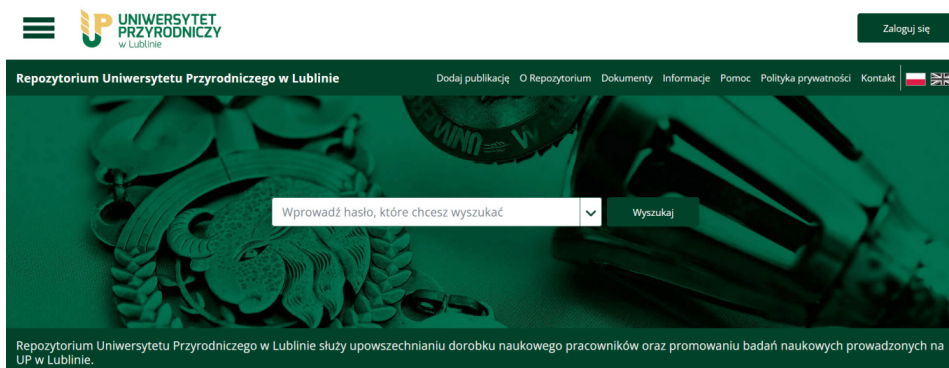 UNIWERSYTET
PRZYRODNICZY
w Lublinie
Zaloguj się
Repozytorium Uniwersytetu Przyrodniczego w Lublinie
Dodaj publikację O Repozytorium Dokumenty Informacje Pomoc Polityka prywatności Kontakt
Wprowadź hasło, które chcesz wyszukać
Wyszukaj
Repozytorium Uniwersytetu Przyrodniczego w Lublinie służy upowszechnianiu dorobku naukowego pracowników oraz promowaniu badań naukowych prowadzonych na
UP w Lublinie.